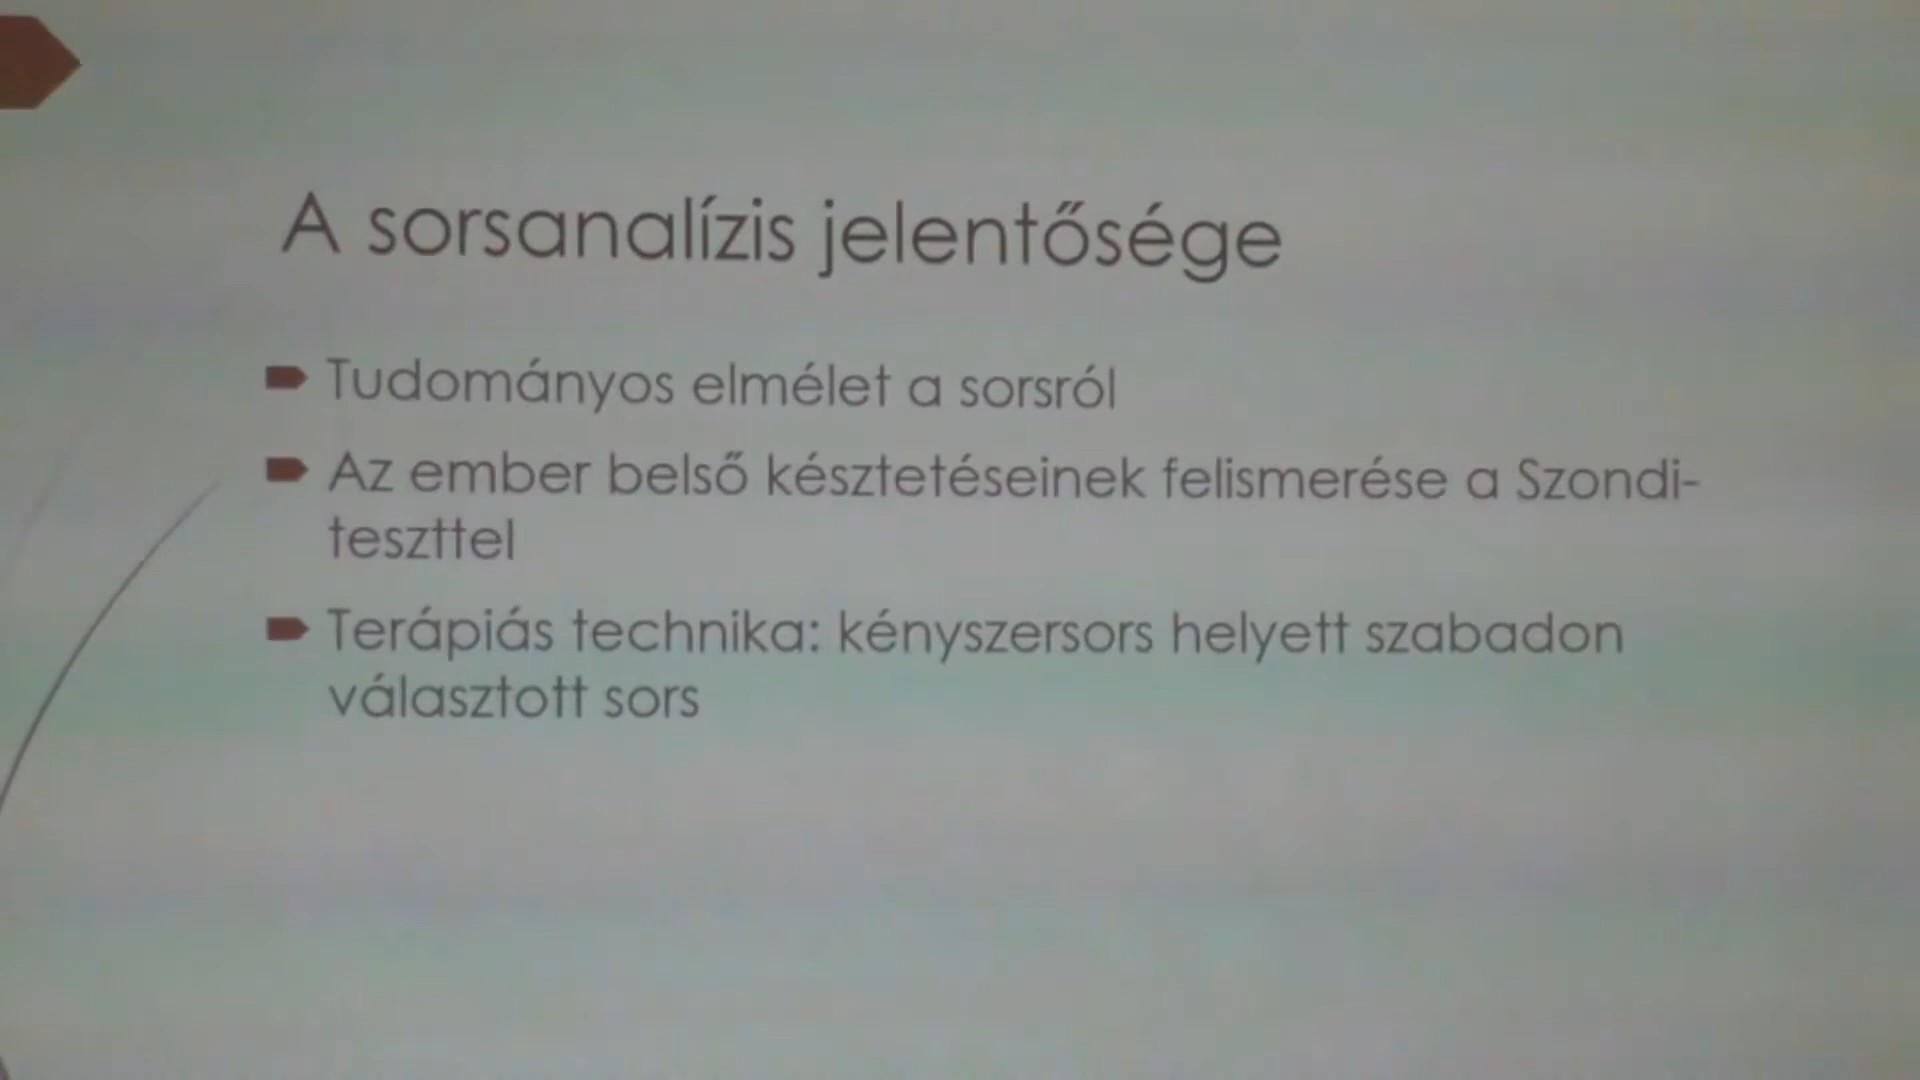 A sorsanalízis jelentősége
Tudományos elmélet a sorsról
Az ember belső késztetéseinek felismerése a Szondi-
teszttel
Terápiás technika: kényszersors helyett szabadon
választott sors